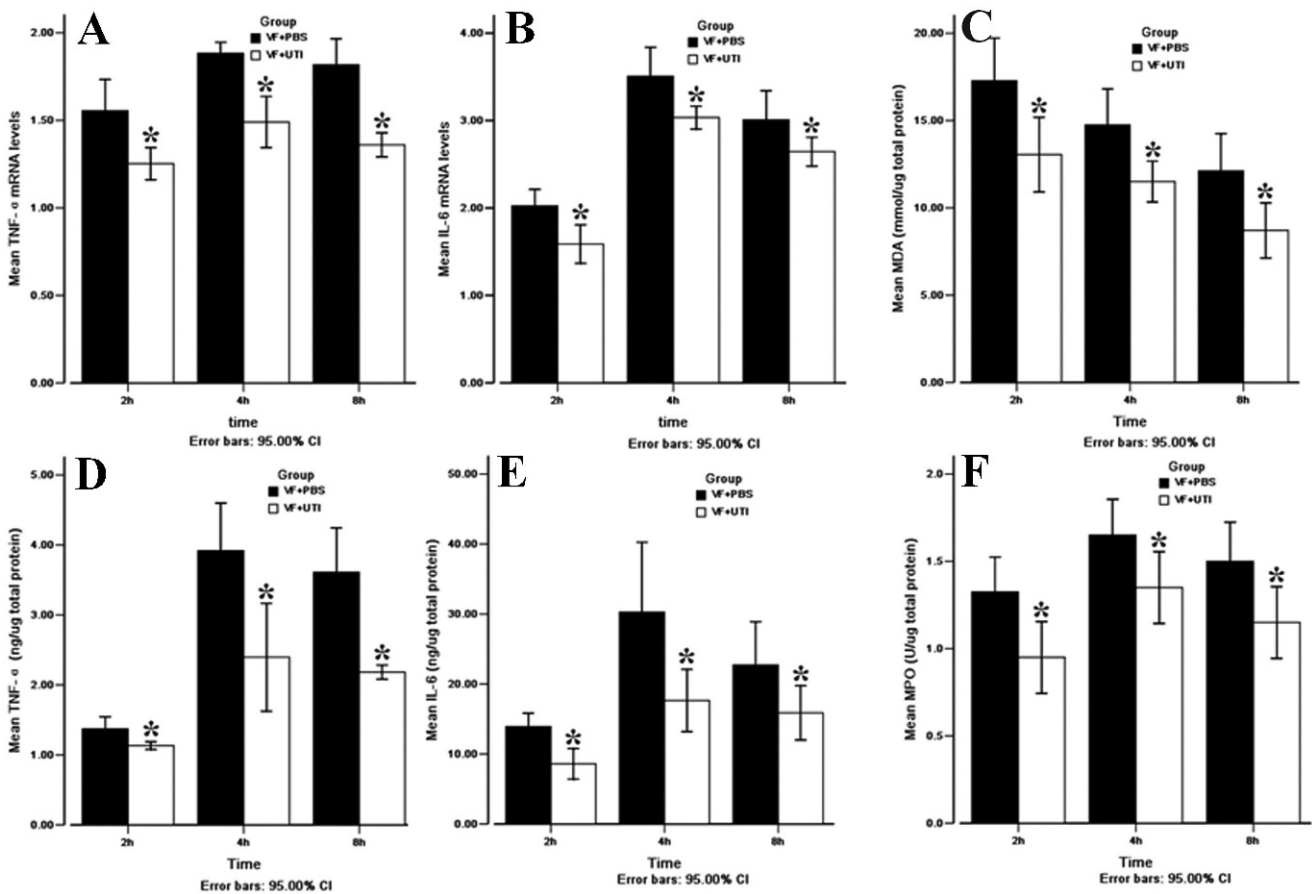 A
Group
VF+PBS
VF+UTI
2.00
1.50
1.00
0.50
0.00
Mean TNF-α mRNA levels
*
*
*
2h
4h
8h
time
Error bars: 95.00% CI
B
Group
VF+PBS
VF+UTI
4.00
3.00
2.00
1.00
0.00
Mean IL-6 mRNA levels
*
*
*
2h
4h
8h
time
Error bars: 95.00% CI
C
Group
VF+PBS
VF+UTI
20.00
15.00
10.00
5.00
0.00
Mean MDA (mmol/ug total protein)
*
*
*
2h
4h
8h
Time
Error bars: 95.00% CI
D
Group
VF+PBS
VF+UTI
5.00
4.00
3.00
2.00
1.00
0.00
Mean TNF-α (ng/ug total protein)
*
*
*
2h
4h
8h
Time
Error bars: 95.00% CI
E
Group
VF+PBS
VF+UTI
50.00
40.00
30.00
20.00
10.00
0.00
Mean IL-6 (ng/ug total protein)
*
*
*
2h
4h
8h
Time
Error bars: 95.00% CI
F
Group
VF+PBS
VF+UTI
2.0
1.5
1.0
0.5
0.0
Mean MPO (U/ug total protein)
*
*
*
2h
4h
8h
Time
Error bars: 95.00% CI